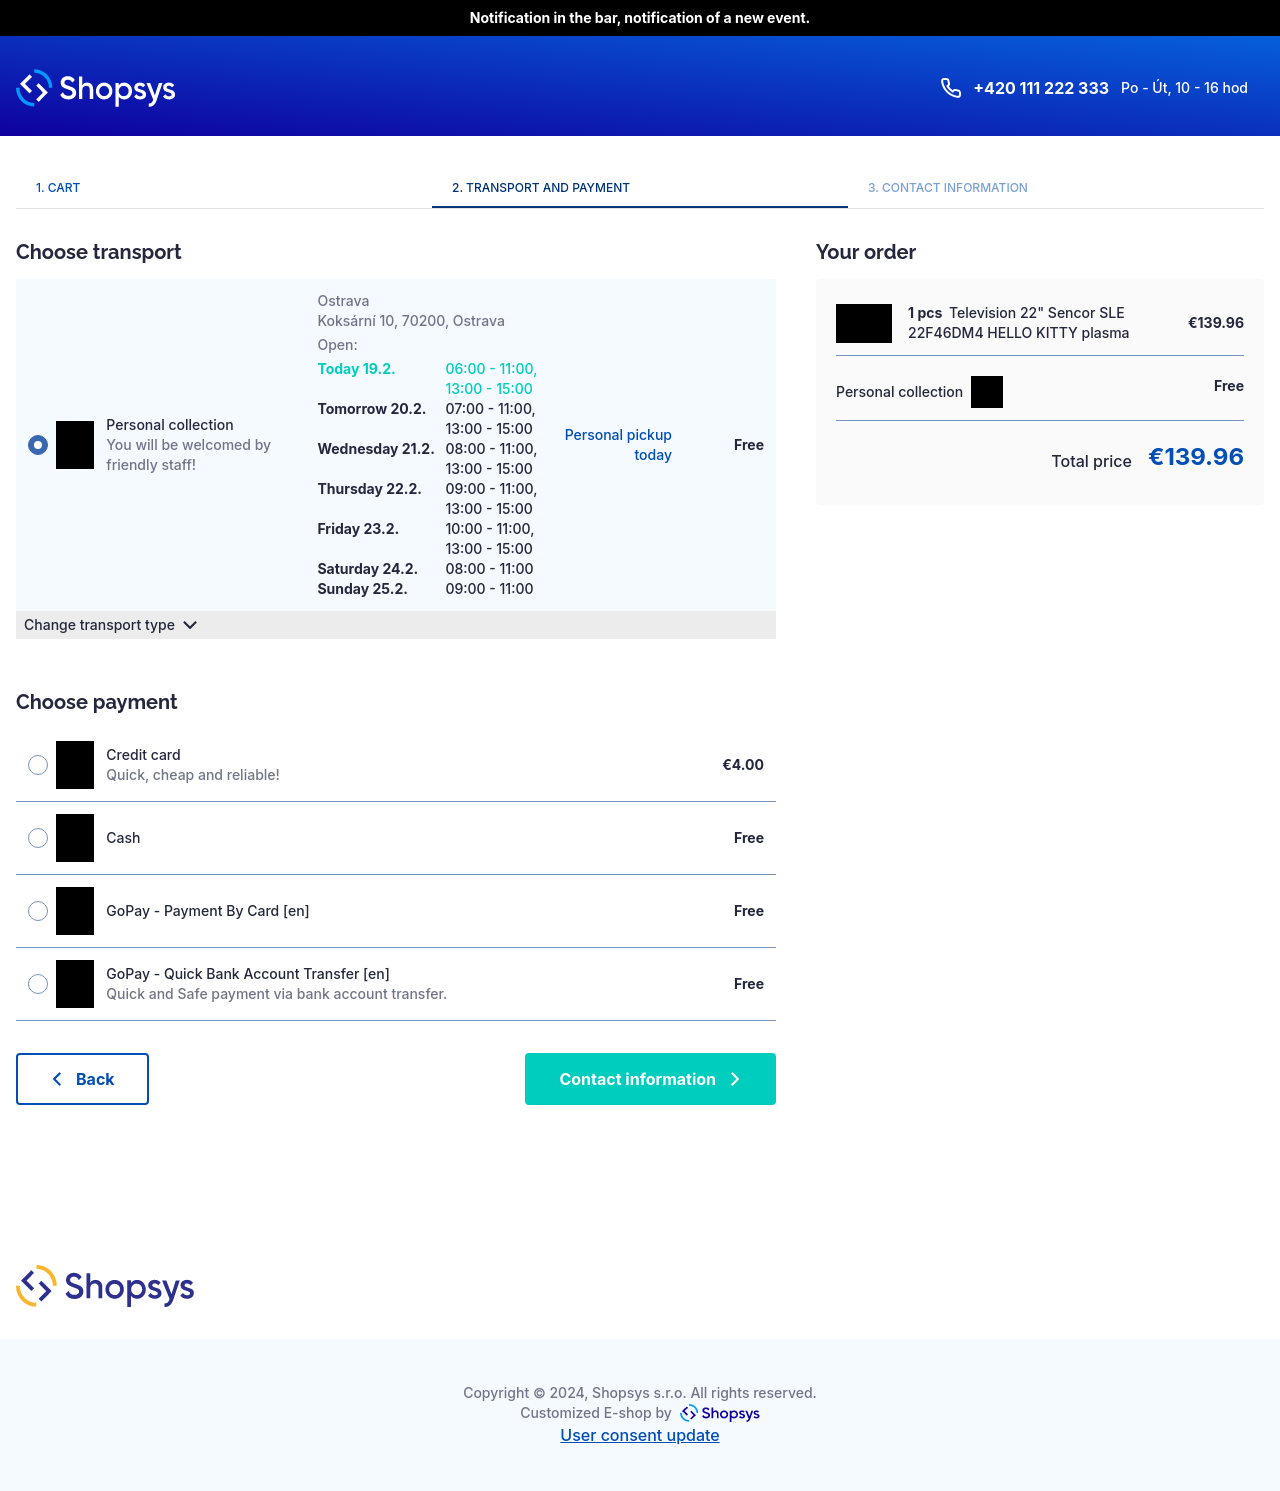 Notification in the bar, notification of a new event.
Shopsys
+420 111 222 333 Po - Út, 10 - 16 hod
1. CART
2. TRANSPORT AND PAYMENT
3. CONTACT INFORMATION
Choose transport
Personal collection
You will be welcomed by
friendly staff!
Ostrava
Koksární 10, 70200, Ostrava
Open:
Today 19.2. 06:00 - 11:00,
13:00 - 15:00
Tomorrow 20.2. 07:00 - 11:00,
13:00 - 15:00
Wednesday 21.2. 08:00 - 11:00,
13:00 - 15:00
Thursday 22.2. 09:00 - 11:00,
13:00 - 15:00
Friday 23.2. 10:00 - 11:00,
13:00 - 15:00
Saturday 24.2. 08:00 - 11:00
Sunday 25.2. 09:00 - 11:00
Personal pickup
today
Free
Change transport type
Your order
1 pcs Television 22" Sencor SLE
22F46DM4 HELLO KITTY plasma
€139.96
Personal collection
Free
Total price €139.96
Choose payment
Credit card
Quick, cheap and reliable!
€4.00
Cash
Free
GoPay - Payment By Card [en]
Free
GoPay - Quick Bank Account Transfer [en]
Quick and Safe payment via bank account transfer.
Free
Back
Contact information
Shopsys
Copyright © 2024, Shopsys s.r.o. All rights reserved.
Customized E-shop by Shopsys
User consent update